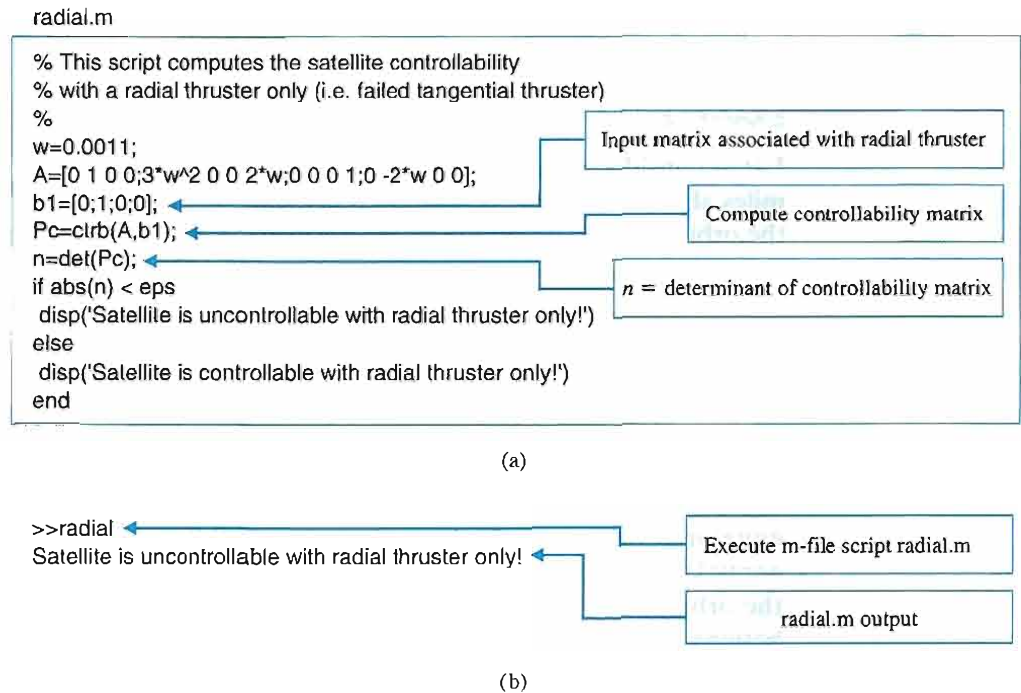 radial.m
% This script computes the satellite controllability
% with a radial thruster only (i.e. failed tangential thruster)
%
w=0.0011;
A=[0 1 0 0;3*w^2 0 0 2*w;0 0 0 1;0 -2*w 0 0];
b1=[0;1;0;0];
Input matrix associated with radial thruster
Pc=ctrb(A,b1);
Compute controllability matrix
n=det(Pc);
n = determinant of controllability matrix
if abs(n) < eps
disp('Satellite is uncontrollable with radial thruster only!')
else
disp('Satellite is controllable with radial thruster only!')
end
(a)
>>radial
Execute m-file script radial.m
Satellite is uncontrollable with radial thruster only!
radial.m output
(b)